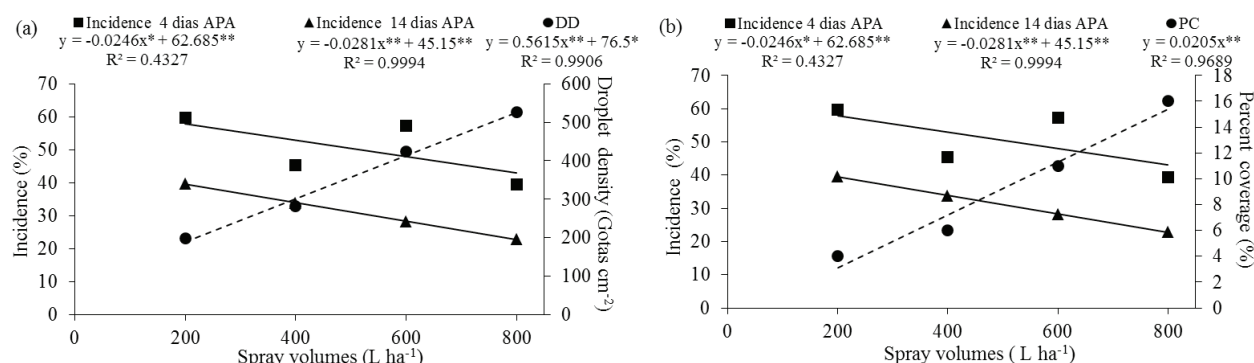 (a) ■ Incidence 4 dias APA ▲ Incidence 14 dias APA ● DD
y = -0.0246x* + 62.685** y = -0.0281x** + 45.15** y = 0.5615x** + 76.5*
R² = 0.4327 R² = 0.9994 R² = 0.9906
70
60
50
40
30
20
10
0
Incidence (%)
600
500
400
300
200
100
0
Droplet density (Gotas cm⁻²)
0 200 400 600 800
Spray volumes (L ha⁻¹)
(b) ■ Incidence 4 dias APA ▲ Incidence 14 dias APA ● PC
y = -0.0246x* + 62.685** y = -0.0281x** + 45.15** y = 0.0205x**
R² = 0.4327 R² = 0.9994 R² = 0.9689
70
60
50
40
30
20
10
0
Incidence (%)
18
16
14
12
10
8
6
4
2
0
Percent coverage (%)
0 200 400 600 800
Spray volumes ( L ha⁻¹)